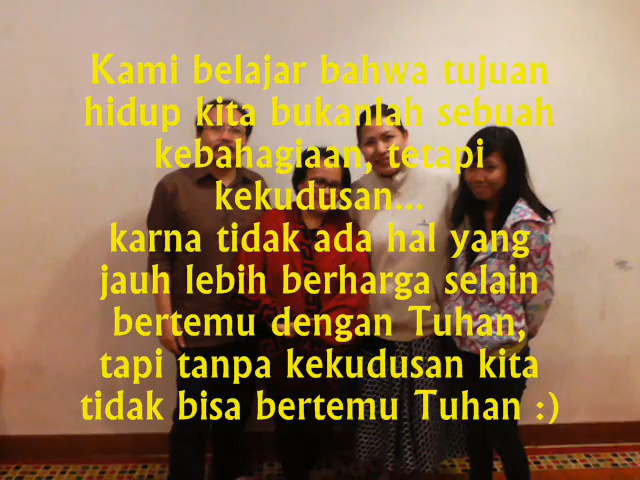 Kami belajar bahwa tujuan
hidup kita bukanlah sebuah
kebahagiaan, tetapi
kekudusan...
karna tidak ada hal yang
jauh lebih berharga selain
bertemu dengan Tuhan,
tapi tanpa kekudusan kita
tidak bisa bertemu Tuhan :)